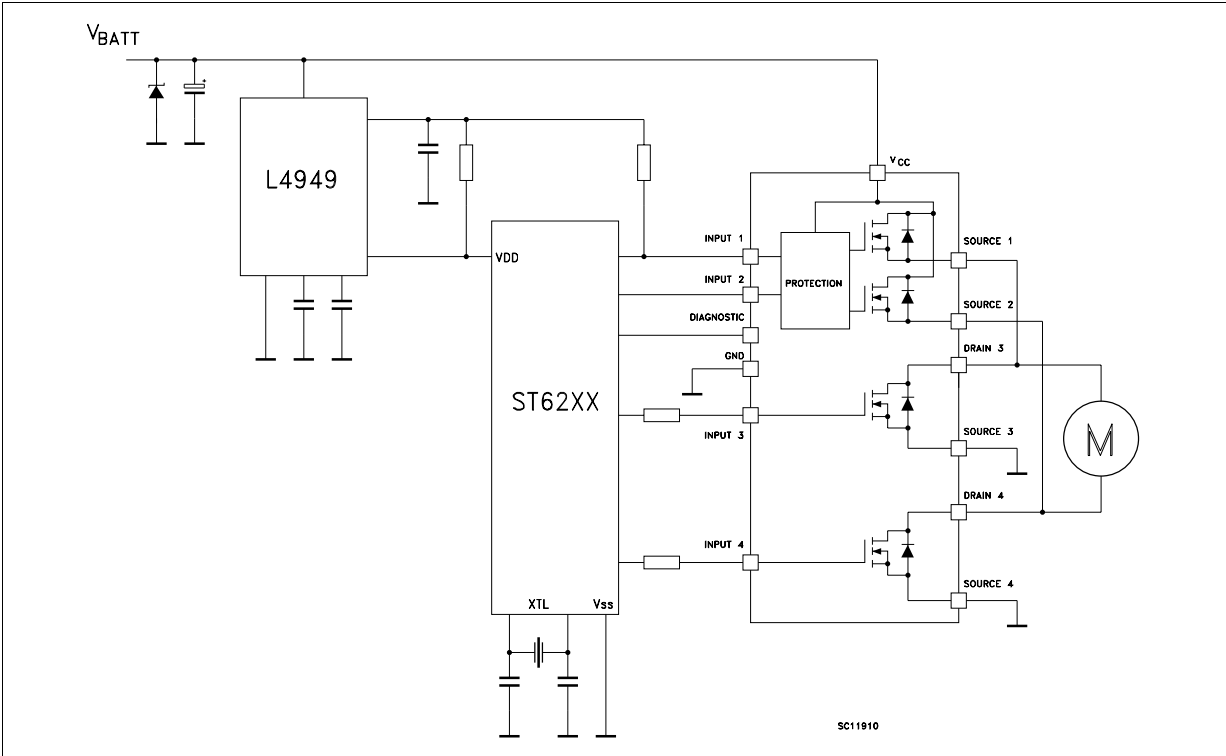 VBATT
L4949
VCC
INPUT 1
SOURCE 1
VDD
INPUT 2
PROTECTION
SOURCE 2
DIAGNOSTIC
DRAIN 3
GND
ST62XX
INPUT 3
SOURCE 3
M
DRAIN 4
INPUT 4
SOURCE 4
XTL
Vss
SC11910